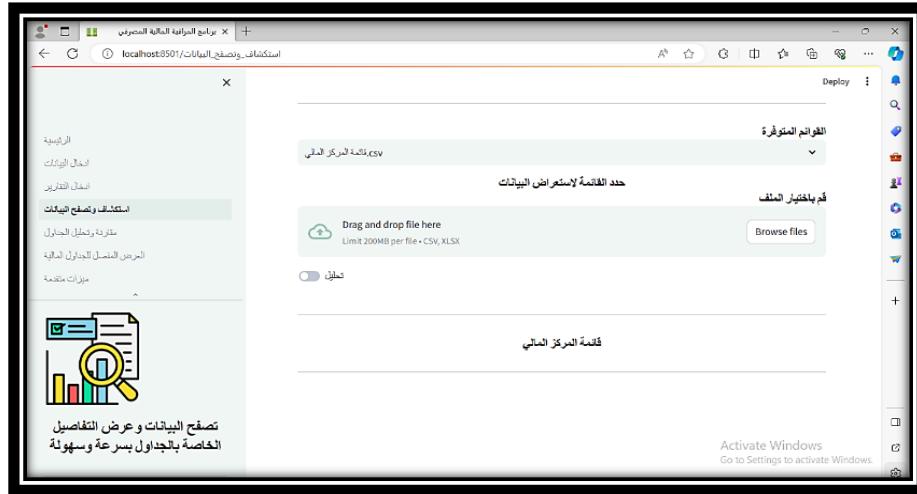 برنامج المراقبة المالية المصرفي
localhost:8501/استكشاف_وتصفح_البيانات
Deploy
الرئيسية
ادخال البيانات
ادخال التقارير
استكشاف وتصفح البيانات
مقارنة وتحليل الجداول
العرض المتصل للجداول المالية
ميزات متقدمة
تصفح البيانات وعرض التفاصيل
الخاصة بالجداول بسرعة وسهولة
القوائم المتوفرة
قائمة المركز المالي.csv
حدد القائمة لاستعراض البيانات
قم باختيار الملف
Drag and drop file here
Limit 200MB per file • CSV, XLSX
Browse files
تحليل
قائمة المركز المالي
Activate Windows
Go to Settings to activate Windows.